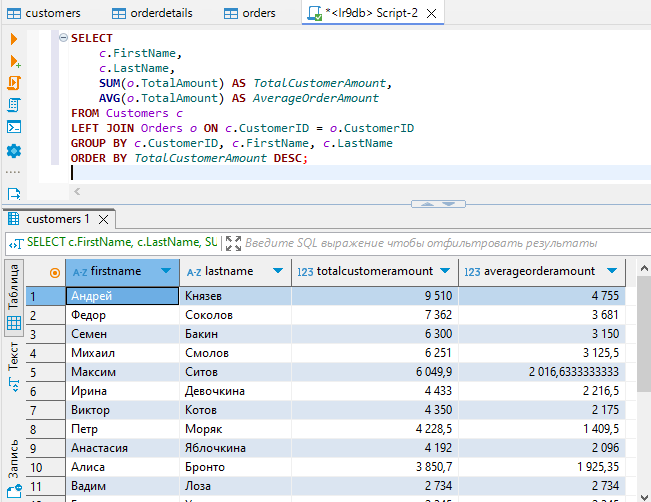 customers
orderdetails
orders
*<lr9db> Script-2
SELECT
c.FirstName,
c.LastName,
SUM(o.TotalAmount) AS TotalCustomerAmount,
AVG(o.TotalAmount) AS AverageOrderAmount
FROM Customers c
LEFT JOIN Orders o ON c.CustomerID = o.CustomerID
GROUP BY c.CustomerID, c.FirstName, c.LastName
ORDER BY TotalCustomerAmount DESC;
customers 1
SELECT c.FirstName, c.LastName, SU
Введите SQL выражение чтобы отфильтровать результаты
Таблица
Текст
Запись
A-Z firstname A-Z lastname 123 totalcustomeramount 123 averageorderamount
1 Андрей Князев 9 510 4 755
2 Федор Соколов 7 362 3 681
3 Семен Бакин 6 300 3 150
4 Михаил Смолов 6 251 3 125,5
5 Максим Ситов 6 049,9 2 016,6333333333
6 Ирина Девочкина 4 433 2 216,5
7 Виктор Котов 4 350 2 175
8 Петр Моряк 4 228,5 1 409,5
9 Анастасия Яблочкина 4 192 2 096
10 Алиса Бронто 3 850,7 1 925,35
11 Вадим Лоза 2 734 2 734